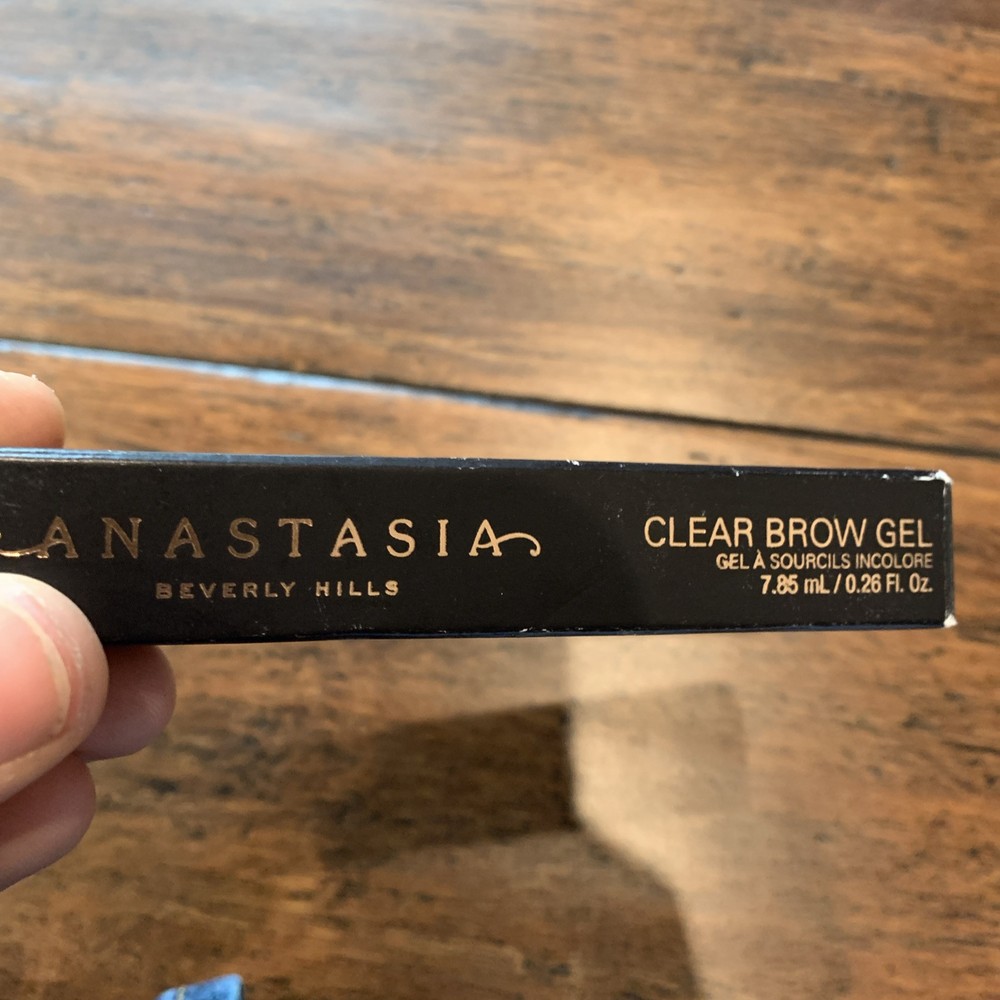 ANASTASIA
BEVERLY HILLS
CLEAR BROW GEL
GEL À SOURCILS INCOLORE
7.85 mL / 0.26 Fl. Oz.